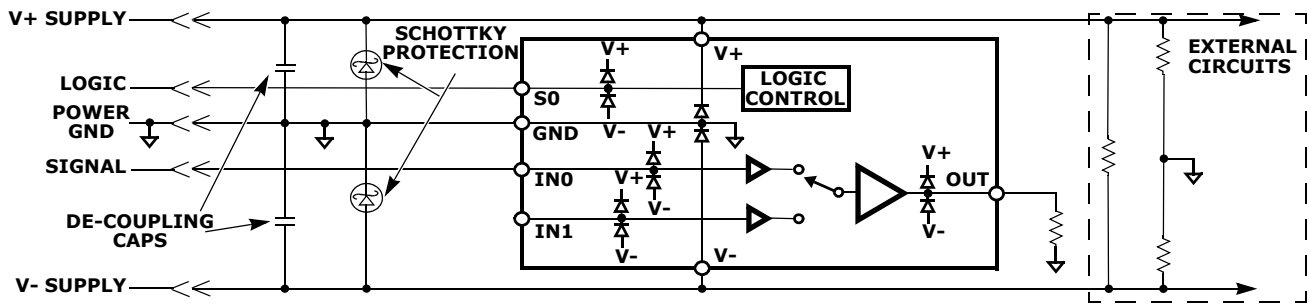 V+ SUPPLY
LOGIC
POWER
GND
SIGNAL
DE-COUPLING
CAPS
V- SUPPLY
SCHOTTKY
PROTECTION
V+
S0
V-
V+
LOGIC
CONTROL
GND
V+
IN0
V-
V+
IN1
V-
V+
OUT
V-
V-
EXTERNAL
CIRCUITS